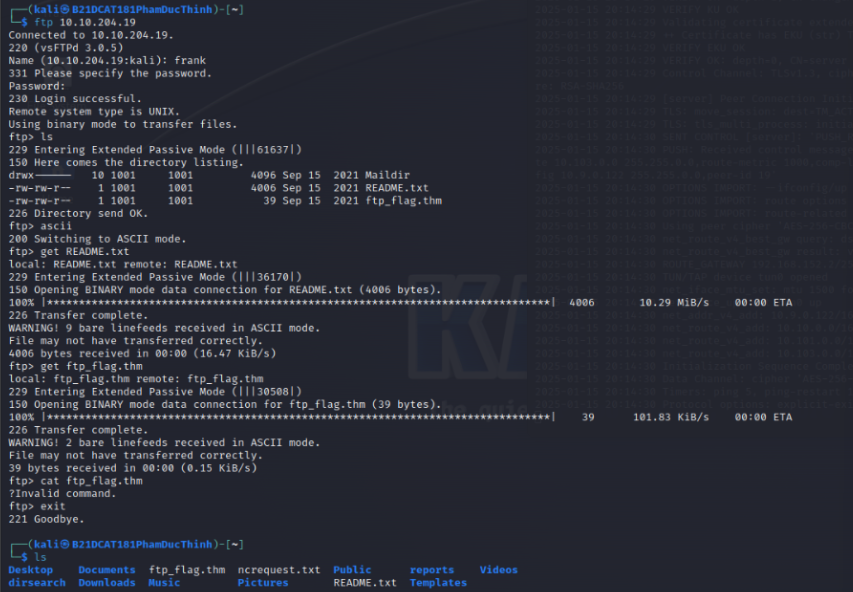 ┌──(kali㉿B21DCAT181PhamDucThinh)-[~]
└─$ ftp 10.10.204.19
Connected to 10.10.204.19.
220 (vsFTPd 3.0.5)
Name (10.10.204.19:kali): frank
331 Please specify the password.
Password:
230 Login successful.
Remote system type is UNIX.
Using binary mode to transfer files.
ftp> ls
229 Entering Extended Passive Mode (|||61637|)
150 Here comes the directory listing.
drwx------ 10 1001 1001 4096 Sep 15 2021 Maildir
-rw-rw-r-- 1 1001 1001 4006 Sep 15 2021 README.txt
-rw-rw-r-- 1 1001 1001 39 Sep 15 2021 ftp_flag.thm
226 Directory send OK.
ftp> ascii
200 Switching to ASCII mode.
ftp> get README.txt
local: README.txt remote: README.txt
229 Entering Extended Passive Mode (|||36170|)
150 Opening BINARY mode data connection for README.txt (4006 bytes).
100% |***********************************************************************************| 4006 10.29 MiB/s 00:00 ETA
226 Transfer complete.
WARNING! 9 bare linefeeds received in ASCII mode.
File may not have transferred correctly.
4006 bytes received in 00:00 (16.47 KiB/s)
ftp> get ftp_flag.thm
local: ftp_flag.thm remote: ftp_flag.thm
229 Entering Extended Passive Mode (|||30508|)
150 Opening BINARY mode data connection for ftp_flag.thm (39 bytes).
100% |***********************************************************************************| 39 101.83 KiB/s 00:00 ETA
226 Transfer complete.
WARNING! 2 bare linefeeds received in ASCII mode.
File may not have transferred correctly.
39 bytes received in 00:00 (0.15 KiB/s)
ftp> cat ftp_flag.thm
?Invalid command.
ftp> exit
221 Goodbye.
┌──(kali㉿B21DCAT181PhamDucThinh)-[~]
└─$ ls
Desktop Documents ftp_flag.thm ncrequest.txt Public reports Videos
dirsearch Downloads Music Pictures README.txt Templates